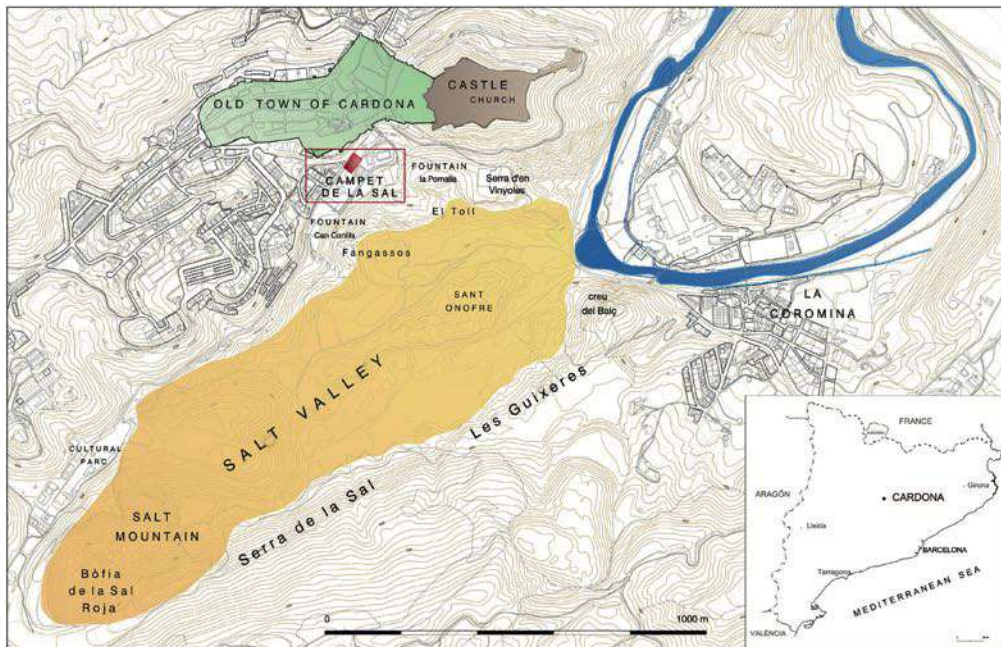 CASTLE
CHURCH
OLD TOWN OF CARDONA
CAMPET
DE LA SAL
FOUNTAIN
la Pomalla
Serra d'en
Vinyoles
El Toll
FOUNTAIN
Can Conills
Fangassos
SANT
ONOFRE
creu
del Balç
LA
COROMINA
SALT VALLEY
Les Guixeres
Serra de la Sal
CULTURAL
PARC
SALT
MOUNTAIN
Bòfia
de la Sal
Roja
0
1000 m
FRANCE
ARAGÓN
Girona
CARDONA
Lleida
BARCELONA
Tarragona
MEDITERRANEAN SEA
VALÈNCIA